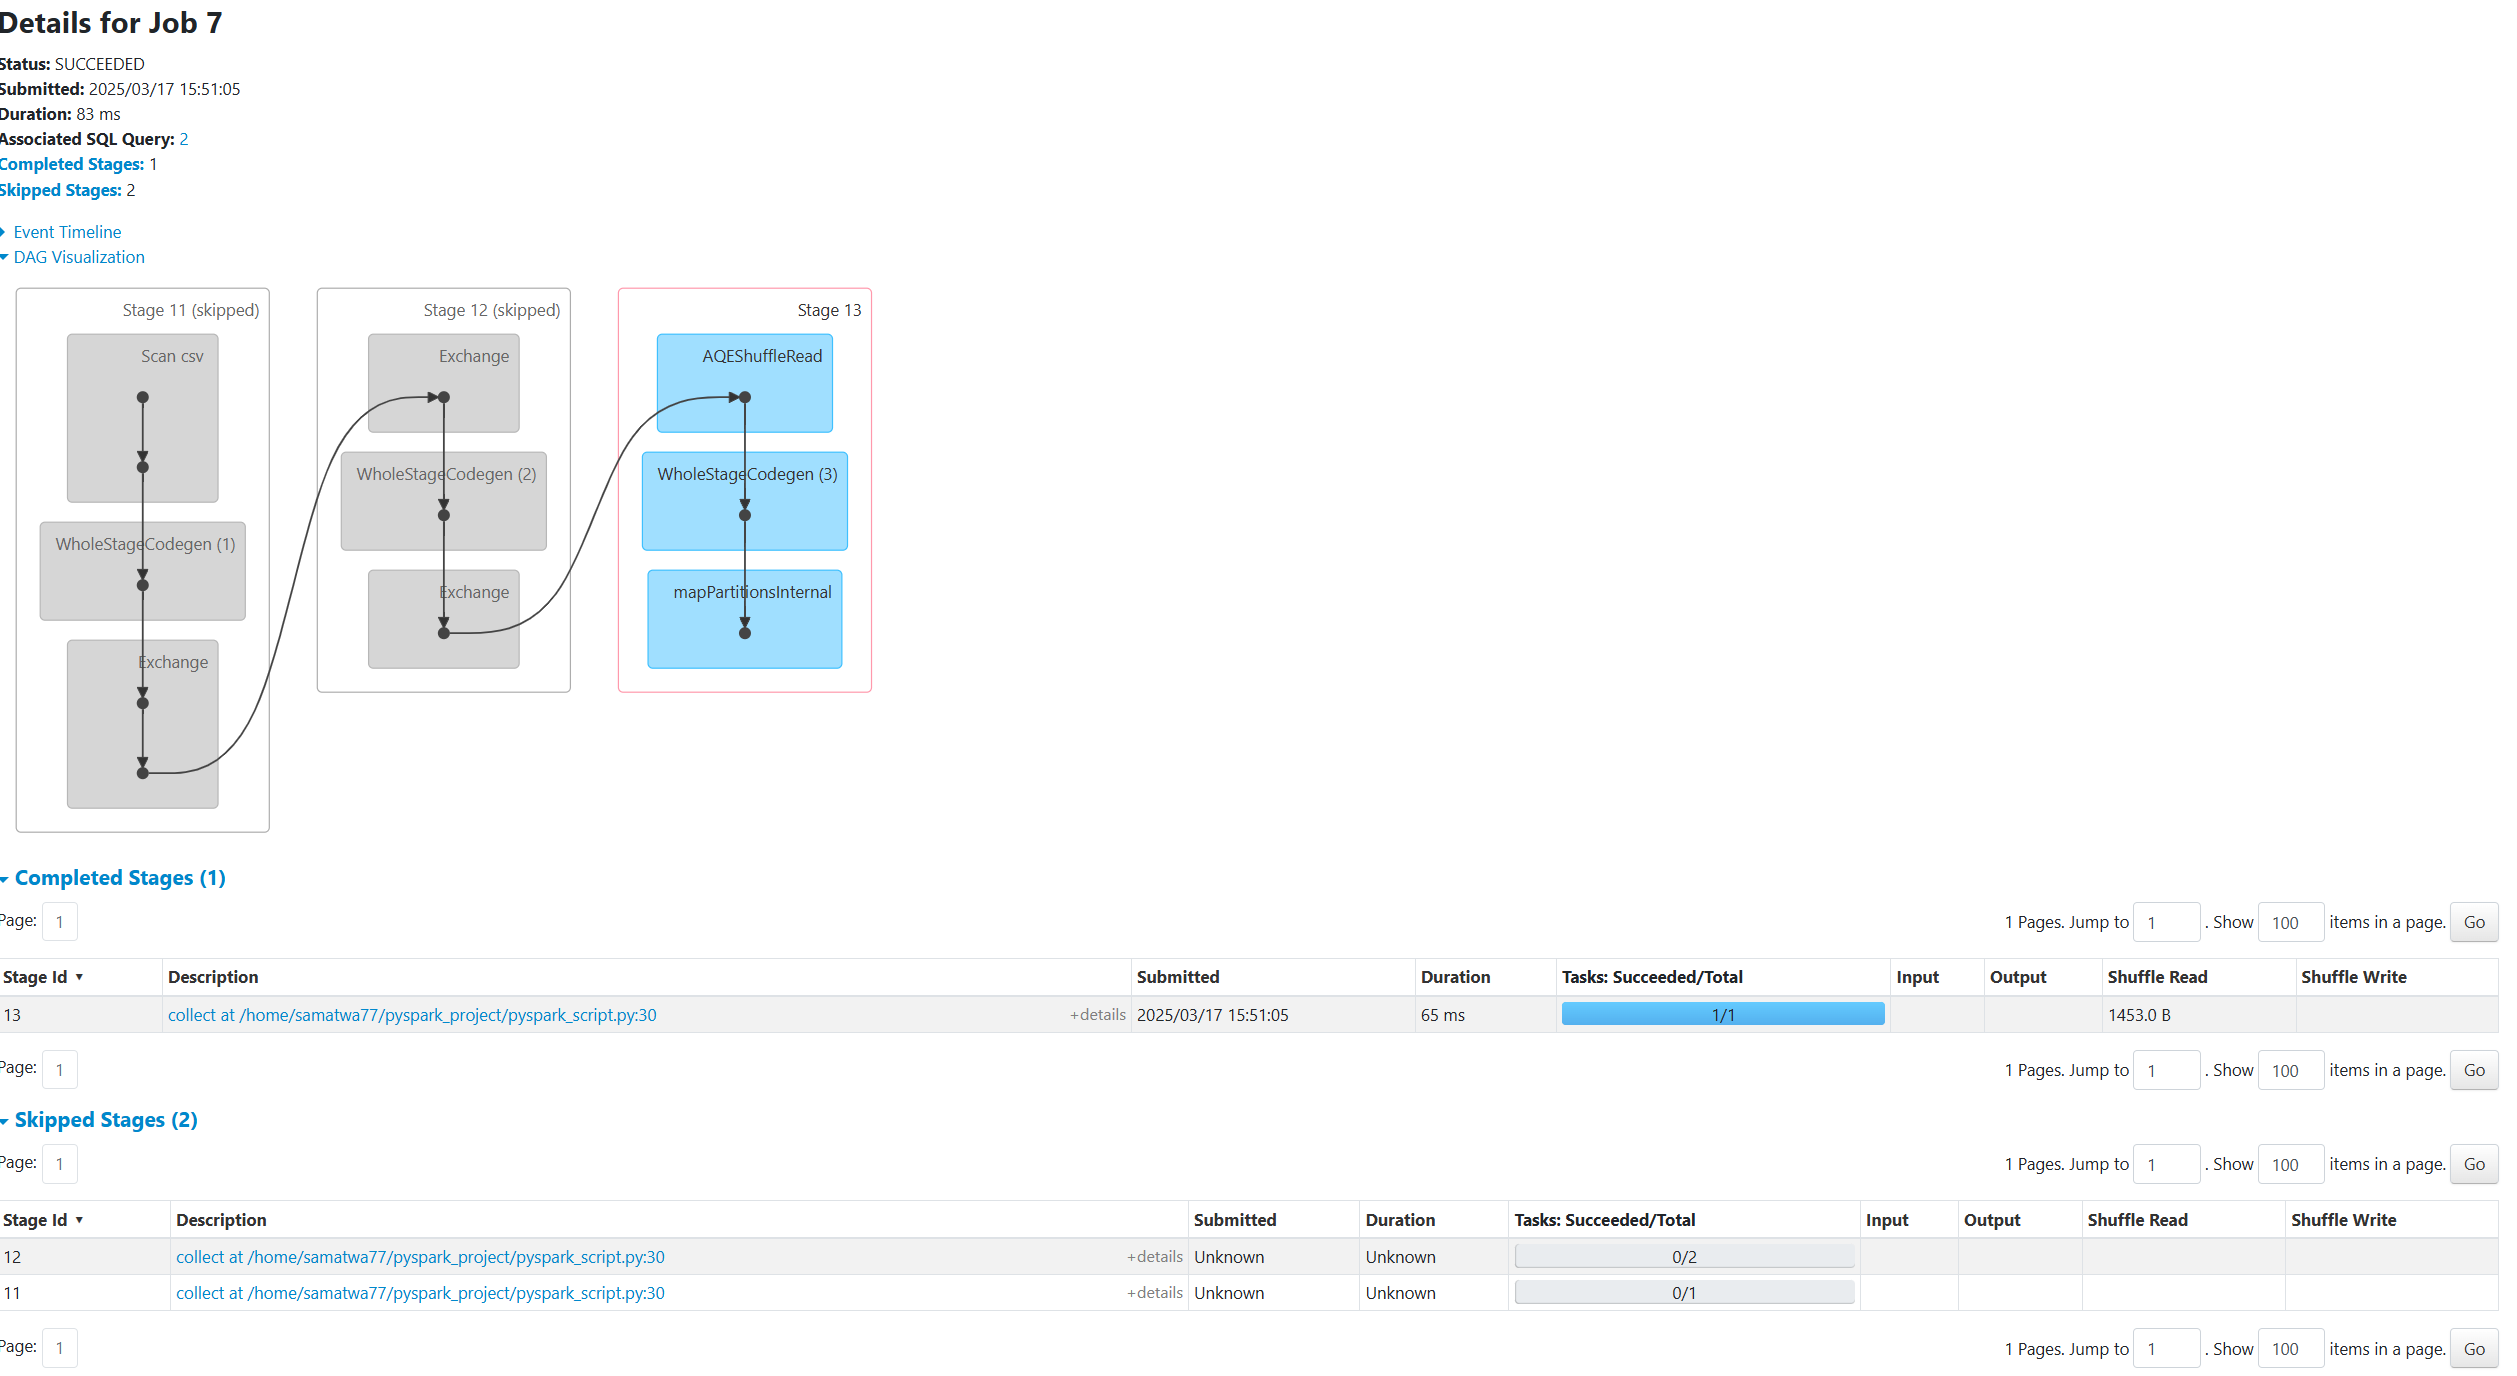 Details for Job 7
Status: SUCCEEDED
Submitted: 2025/03/17 15:51:05
Duration: 83 ms
Associated SQL Query: 2
Completed Stages: 1
Skipped Stages: 2
Event Timeline
DAG Visualization
Stage 11 (skipped)
Scan csv
WholeStageCodegen (1)
Exchange
Stage 12 (skipped)
Exchange
WholeStageCodegen (2)
Exchange
Stage 13
AQEShuffleRead
WholeStageCodegen (3)
mapPartitionsInternal
Completed Stages (1)
Page: 1 1 Pages. Jump to 1 . Show 100 items in a page. Go
Stage Id ▾ Description Submitted Duration Tasks: Succeeded/Total Input Output Shuffle Read Shuffle Write
13 collect at /home/samatwa77/pyspark_project/pyspark_script.py:30 +details 2025/03/17 15:51:05 65 ms 1/1 1453.0 B
Page: 1 1 Pages. Jump to 1 . Show 100 items in a page. Go
Skipped Stages (2)
Page: 1 1 Pages. Jump to 1 . Show 100 items in a page. Go
Stage Id ▾ Description Submitted Duration Tasks: Succeeded/Total Input Output Shuffle Read Shuffle Write
12 collect at /home/samatwa77/pyspark_project/pyspark_script.py:30 +details Unknown Unknown 0/2
11 collect at /home/samatwa77/pyspark_project/pyspark_script.py:30 +details Unknown Unknown 0/1
Page: 1 1 Pages. Jump to 1 . Show 100 items in a page. Go